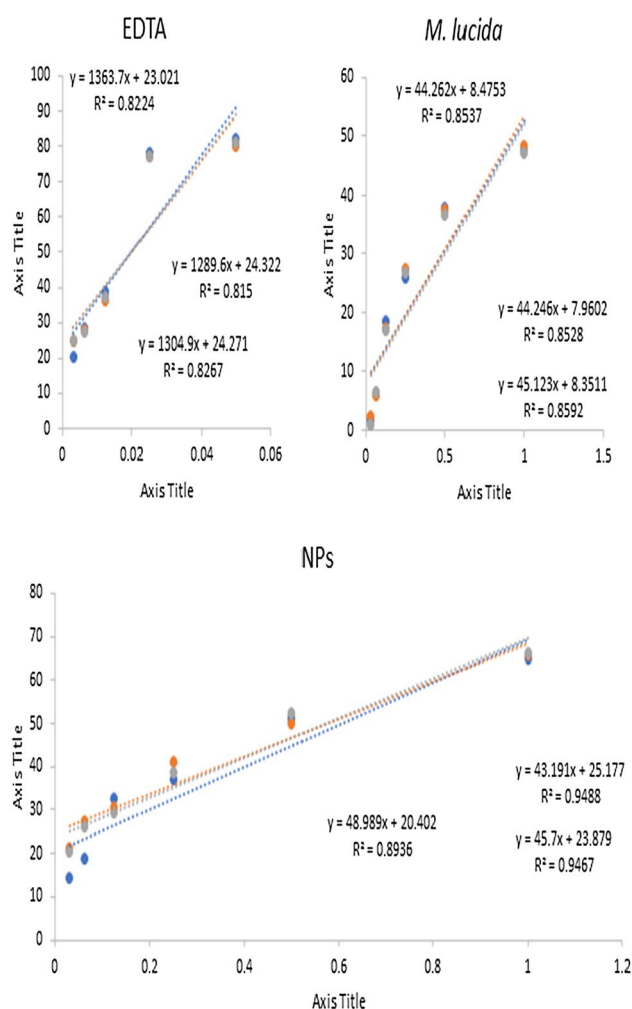 EDTA
y = 1363.7x + 23.021
R² = 0.8224
100
90
80
70
60
50
40
30
20
10
0
Axis Title
y = 1289.6x + 24.322
R² = 0.815
y = 1304.9x + 24.271
R² = 0.8267
0 0.02 0.04 0.06
Axis Title
M. lucida
y = 44.262x + 8.4753
R² = 0.8537
60
50
40
30
20
10
0
Axis Title
y = 44.246x + 7.9602
R² = 0.8528
y = 45.123x + 8.3511
R² = 0.8592
0 0.5 1 1.5
Axis Title
NPs
80
70
60
50
40
30
20
10
0
Axis Title
y = 43.191x + 25.177
R² = 0.9488
y = 48.989x + 20.402
R² = 0.8936
y = 45.7x + 23.879
R² = 0.9467
0 0.2 0.4 0.6 0.8 1 1.2
Axis Title